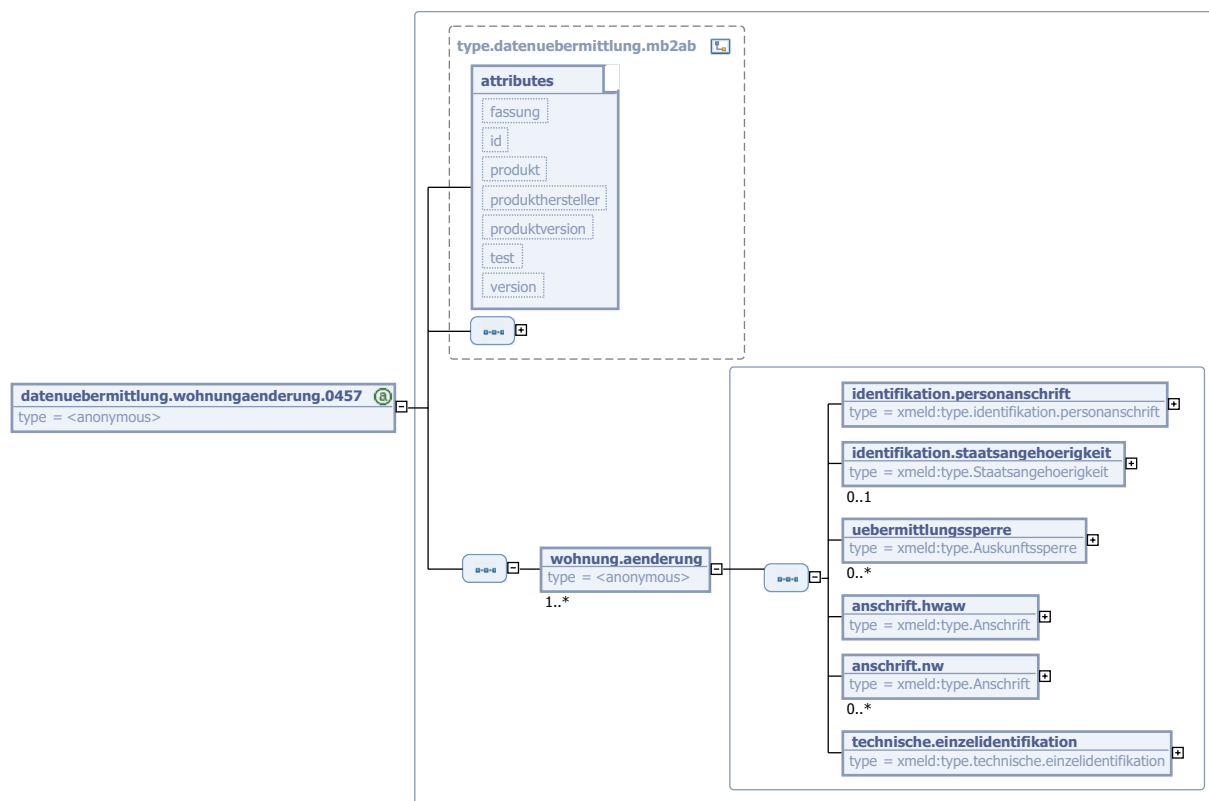 type.datenuebermittlung.mb2ab
attributes
fassung
id
produkt
produkthersteller
produktversion
test
version
datenuebermittlung.wohnungaenderung.0457 a
type = <anonymous>
wohnung.aenderung
type = <anonymous>
1..*
identifikation.personanschrift
type = xmeld:type.identifikation.personanschrift
identifikation.staatsangehoerigkeit
type = xmeld:type.Staatsangehoerigkeit
0..1
uebermittlungssperre
type = xmeld:type.Auskunftssperre
0..*
anschrift.hwaw
type = xmeld:type.Anschrift
anschrift.nw
type = xmeld:type.Anschrift
0..*
technische.einzelidentifikation
type = xmeld:type.technische.einzelidentifikation